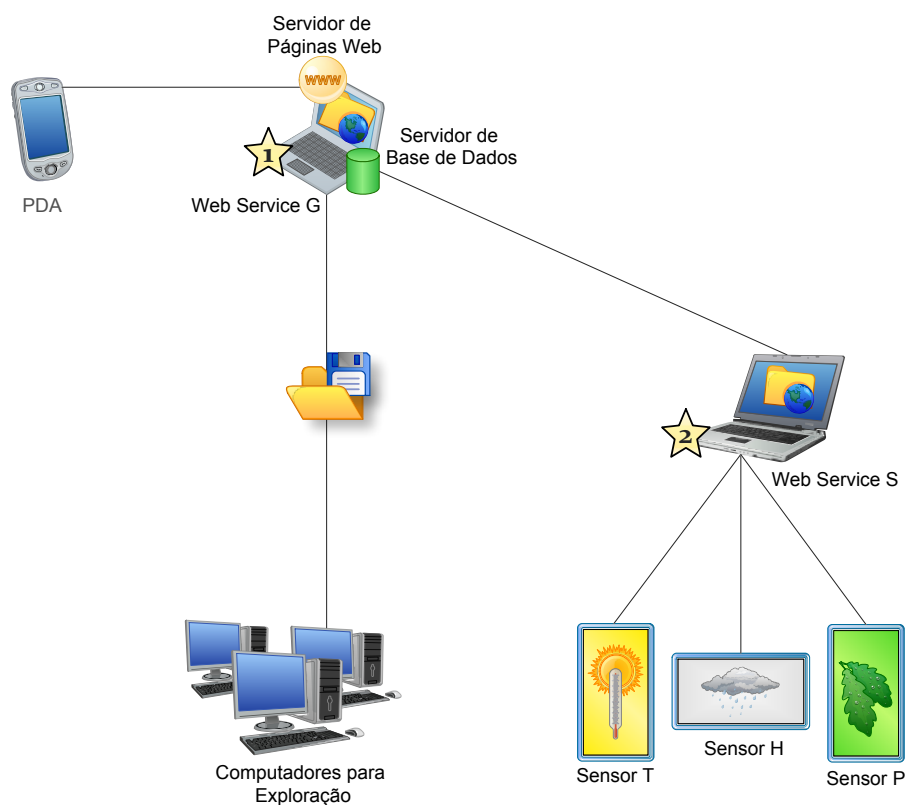 Servidor de
Páginas Web
www
PDA
1
Servidor de
Base de Dados
Web Service G
2
Web Service S
Sensor T
Sensor H
Sensor P
Computadores para
Exploração